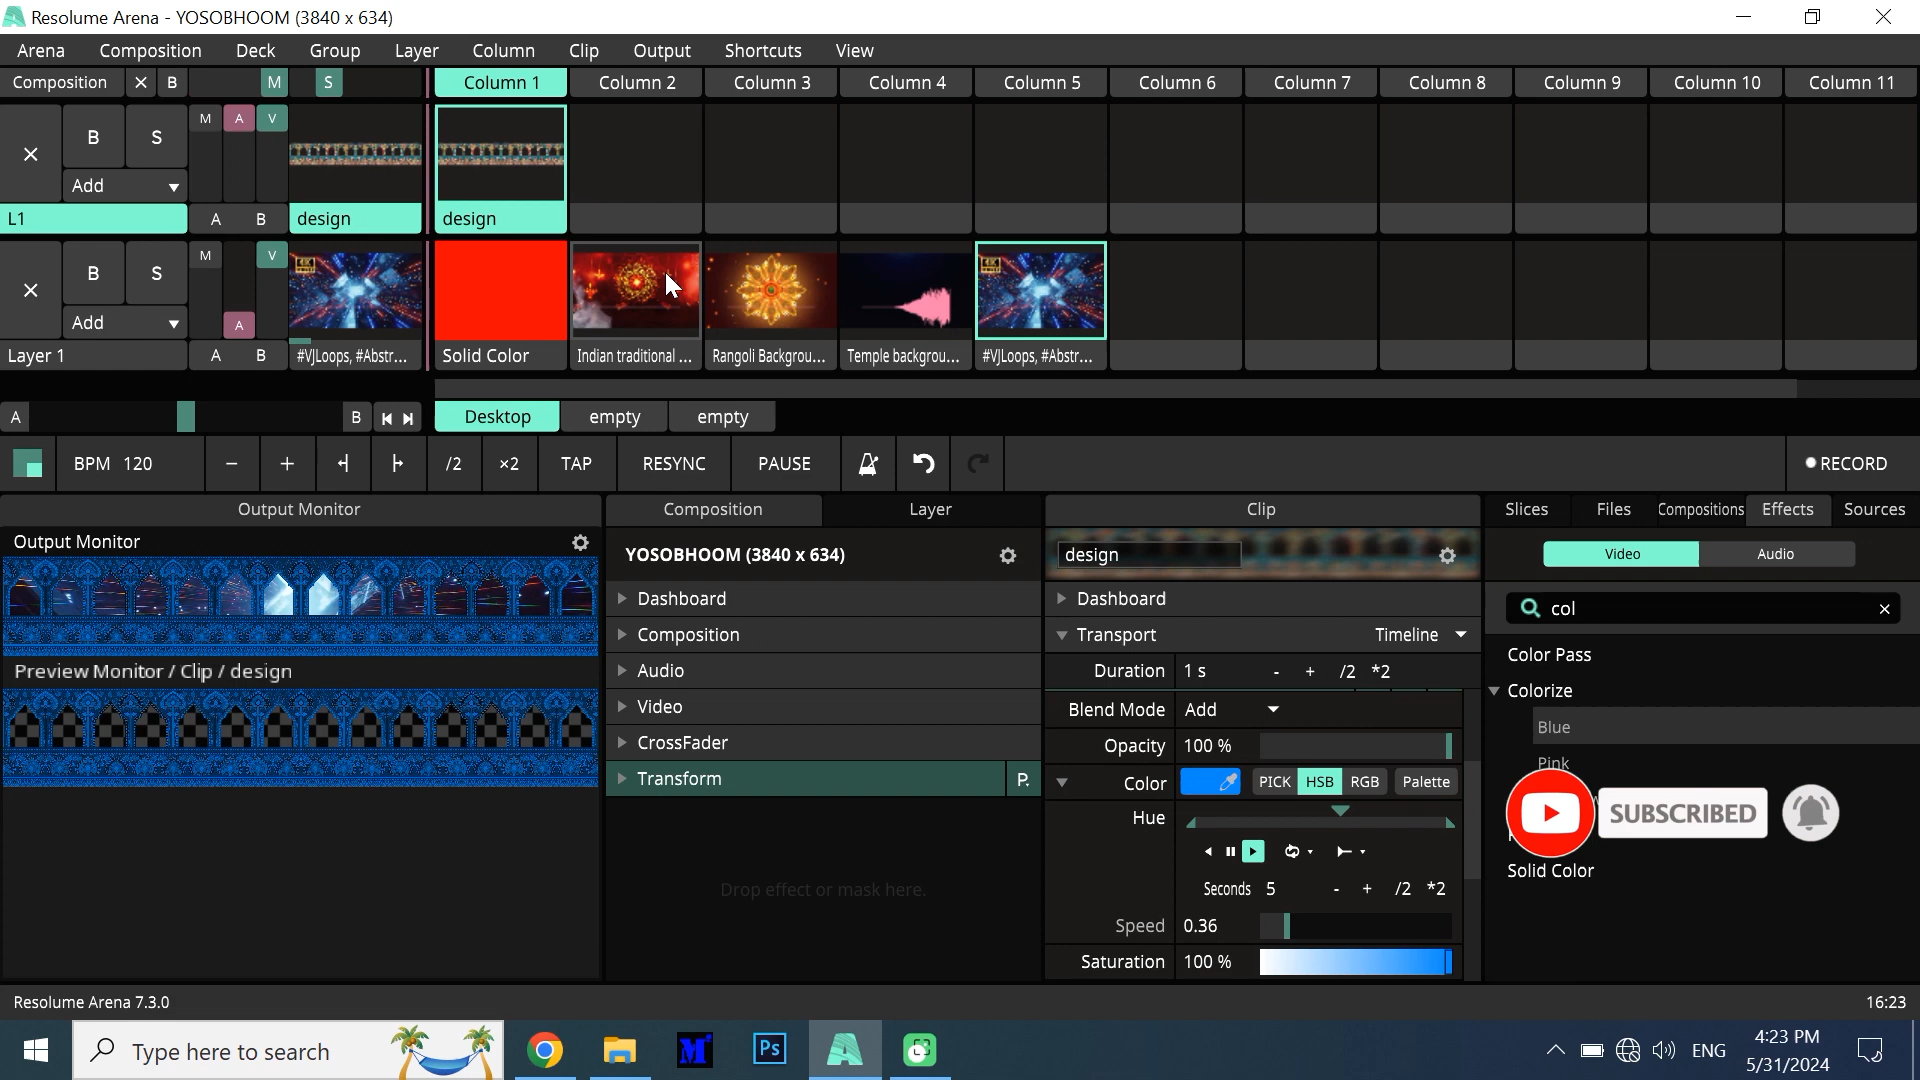 Resolume Arena - YOSOBHOOM (3840 x 634)
Arena Composition Deck Group Layer Column Clip Output Shortcuts View
Composition B M S Column 1 Column 2 Column 3 Column 4 Column 5 Column 6 Column 7 Column 8 Column 9 Column 10 Column 11
B S M A V
Add
L1 A B design design
B S M V
Add A
Layer 1 A B #VJLoops, #Abstr... Solid Color Indian traditional ... Rangoli Backgrou... Temple backgrou... #VJLoops, #Abstr...
A B Desktop empty empty
BPM 120 - + /2 ×2 TAP RESYNC PAUSE RECORD
Output Monitor Composition Layer Clip Slices Files Compositions Effects Sources
Output Monitor
YOSOBHOOM (3840 x 634)
design
Video Audio
Dashboard
Dashboard
col
Composition
Transport Timeline
Color Pass
Preview Monitor / Clip / design
Audio
Duration 1 s - + /2 *2
Colorize
Video
Blend Mode Add
Blue
CrossFader
Opacity 100 %
Pink
Transform P.
Color PICK HSB RGB Palette
Hue
SUBSCRIBED
Solid Color
Drop effect or mask here.
Seconds 5 - + /2 *2
Speed 0.36
Saturation 100 %
Resolume Arena 7.3.0 16:23
Type here to search
Ps
ENG
4:23 PM
5/31/2024